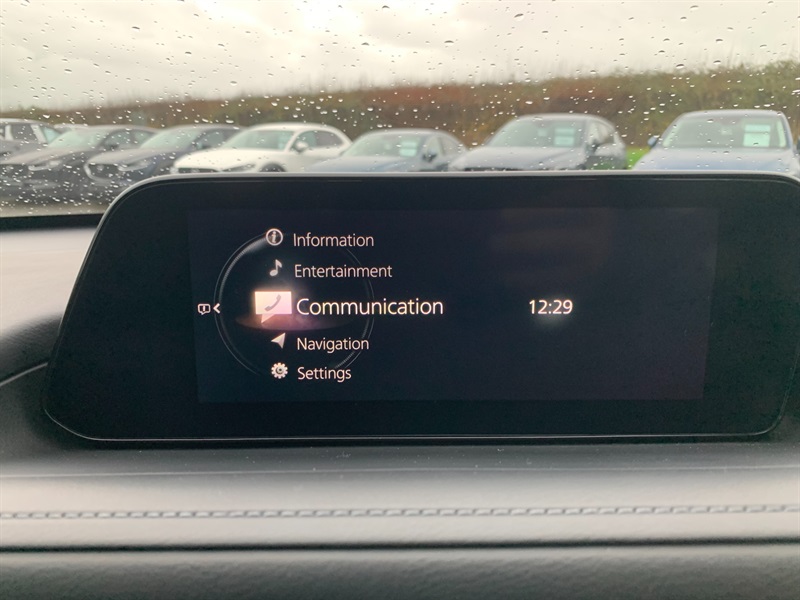 Information
Entertainment
Communication
12:29
Navigation
Settings